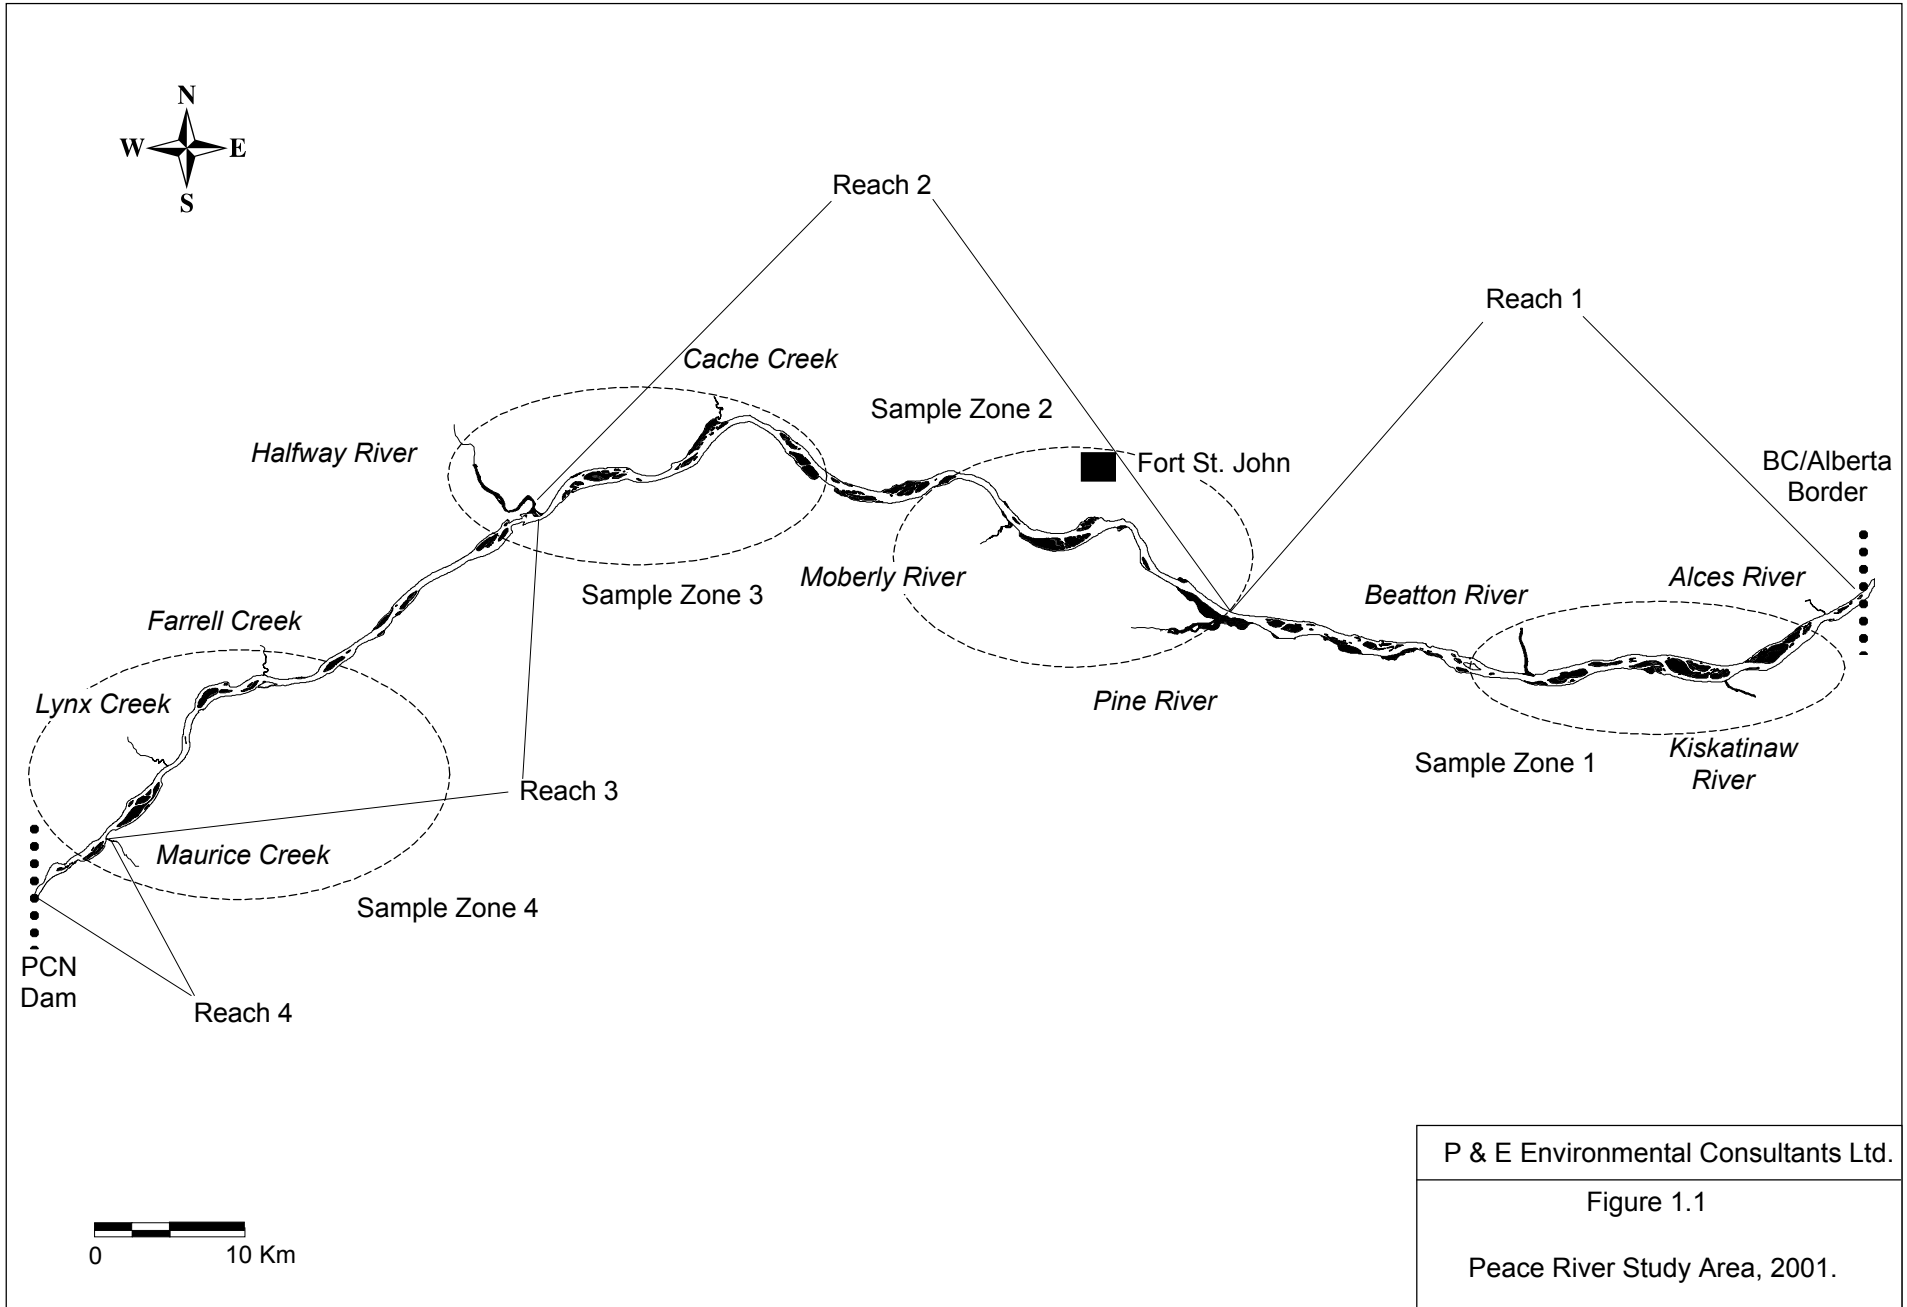 N
W E
S
Reach 2
Reach 1
Cache Creek
Sample Zone 2
Halfway River
Fort St. John
BC/Alberta
Border
Sample Zone 3
Moberly River
Beatton River
Alces River
Farrell Creek
Lynx Creek
Pine River
Sample Zone 1
Kiskatinaw
River
Reach 3
Maurice Creek
Sample Zone 4
PCN
Dam
Reach 4
0 10 Km
P & E Environmental Consultants Ltd.
Figure 1.1
Peace River Study Area, 2001.